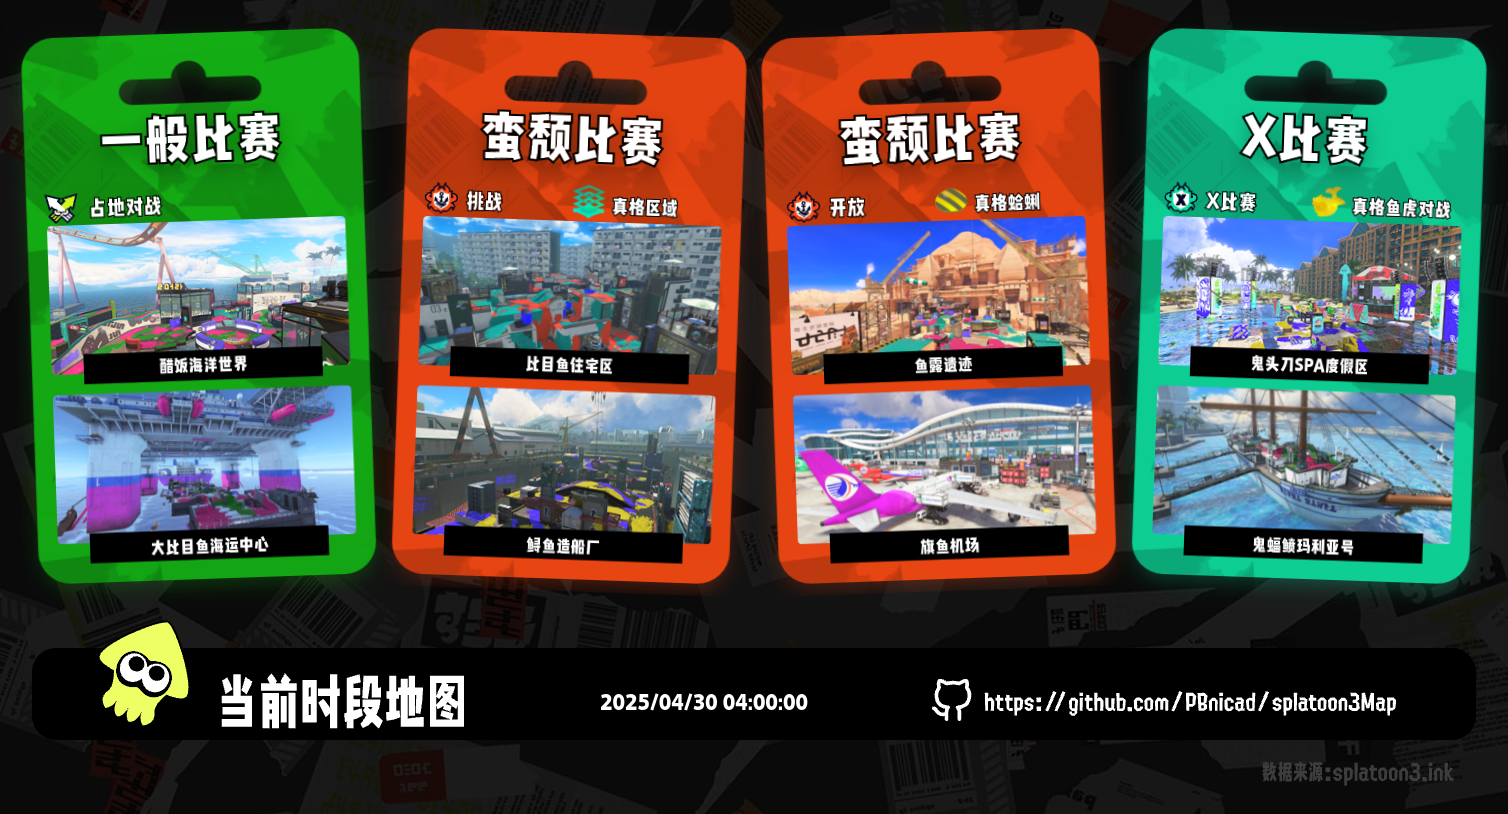 一般比赛
占地对战
醋饭海洋世界
大比目鱼海运中心
蛮颓比赛
挑战
真格区域
比目鱼住宅区
鲟鱼造船厂
蛮颓比赛
开放
真格蛤蜊
鱼露遗迹
旗鱼机场
X比赛
X比赛
真格鱼虎对战
鬼头刀SPA度假区
鬼蝠鲼玛利亚号
当前时段地图
2025/04/30 04:00:00
https://github.com/PBnicad/splatoon3Map
数据来源:splatoon3.ink